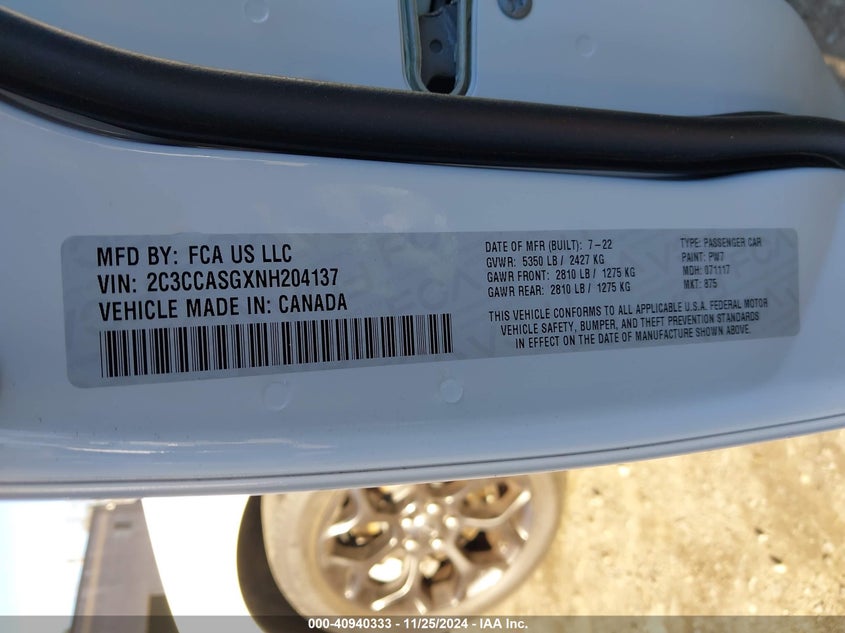 MFD BY: FCA US LLC
VIN: 2C3CCASGXNH204137
VEHICLE MADE IN: CANADA
DATE OF MFR (BUILT): 7-22
GVWR: 5350 LB / 2427 KG
GAWR FRONT: 2810 LB / 1275 KG
GAWR REAR: 2810 LB / 1275 KG
TYPE: PASSENGER CAR
PAINT: PW7
MDH: 071117
MKT: 875
THIS VEHICLE CONFORMS TO ALL APPLICABLE U.S.A. FEDERAL MOTOR
VEHICLE SAFETY, BUMPER, AND THEFT PREVENTION STANDARDS
IN EFFECT ON THE DATE OF MANUFACTURE SHOWN ABOVE.
000-40940333 — 11/25/2024 — IAA Inc.